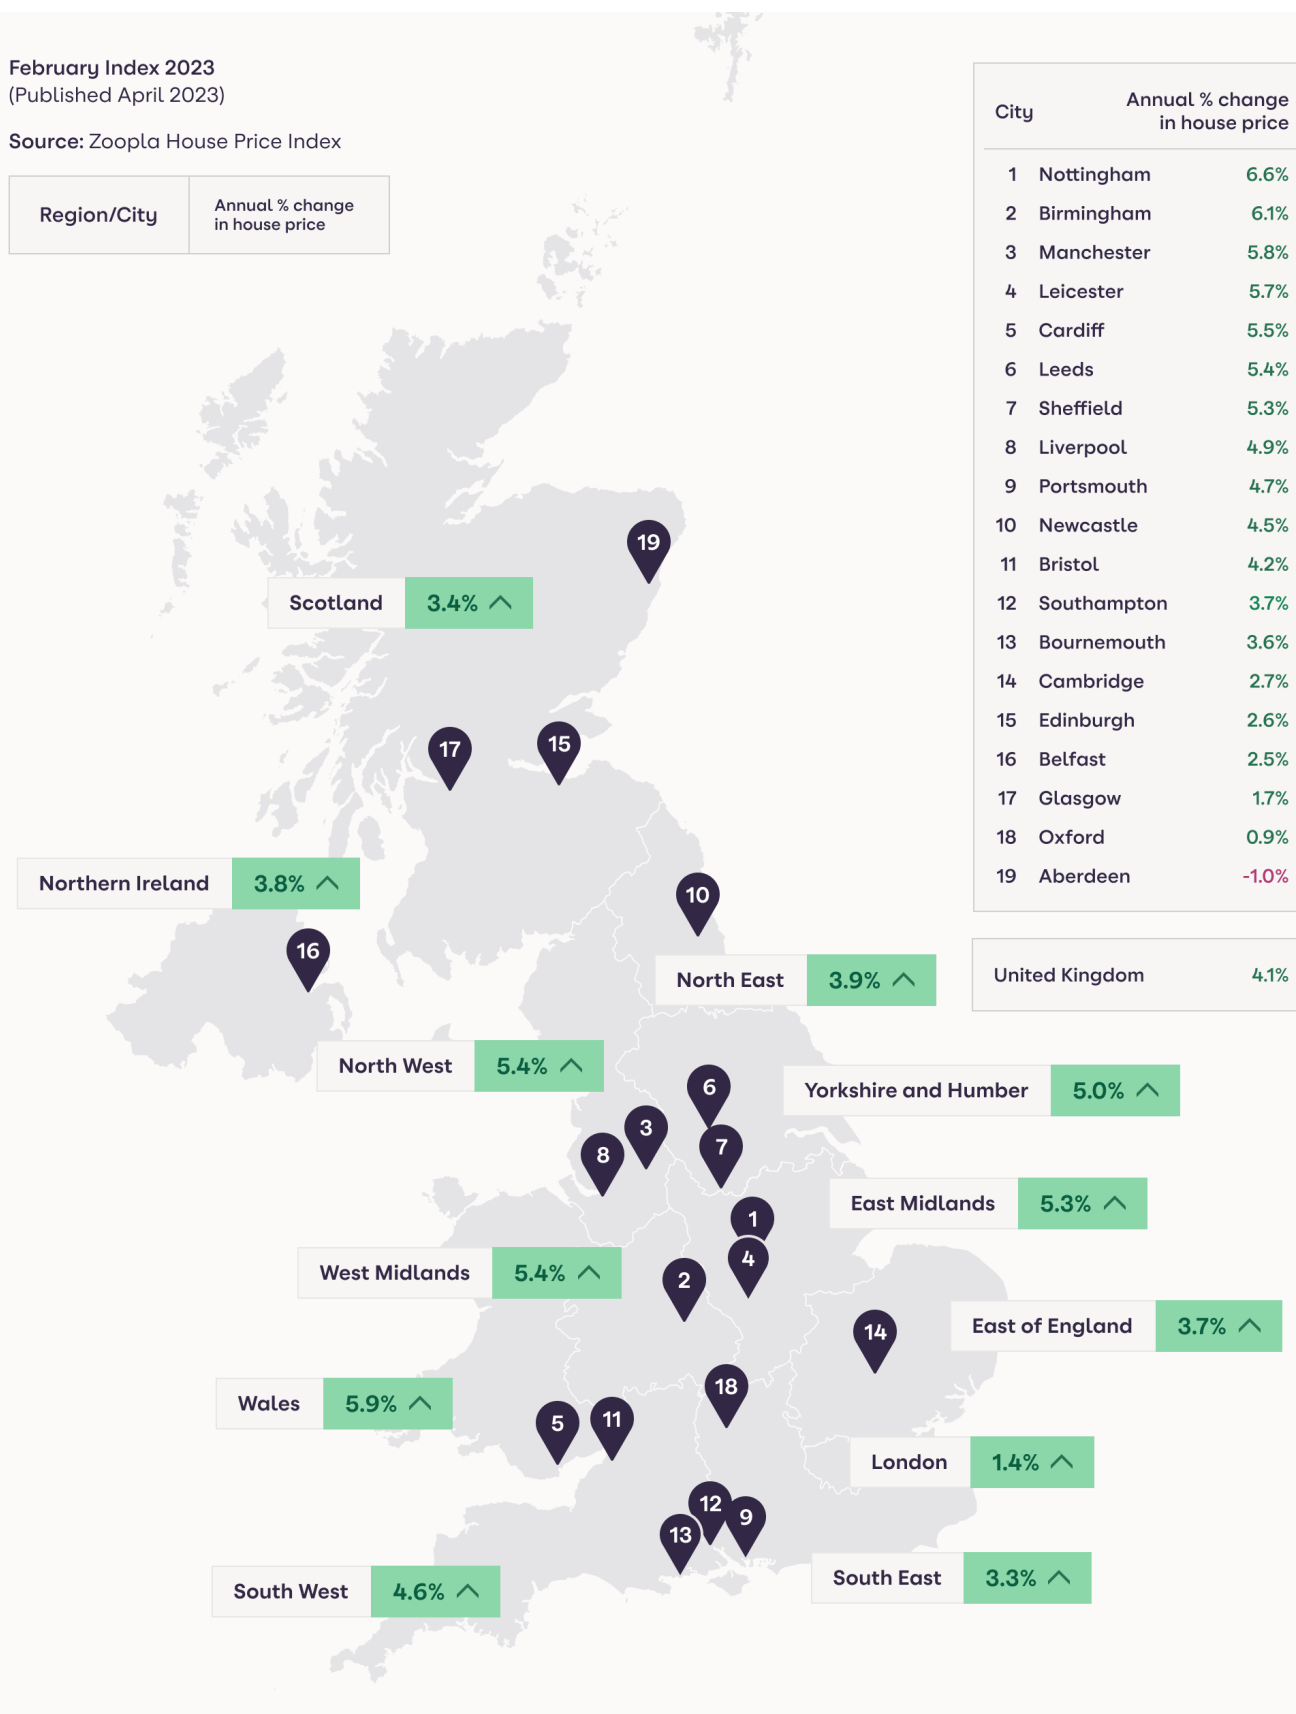 February Index 2023
(Published April 2023)
Source: Zoopla House Price Index
Region/City
Annual % change
in house price
City
Annual % change
in house price
1 Nottingham 6.6%
2 Birmingham 6.1%
3 Manchester 5.8%
4 Leicester 5.7%
5 Cardiff 5.5%
6 Leeds 5.4%
7 Sheffield 5.3%
8 Liverpool 4.9%
9 Portsmouth 4.7%
10 Newcastle 4.5%
11 Bristol 4.2%
12 Southampton 3.7%
13 Bournemouth 3.6%
14 Cambridge 2.7%
15 Edinburgh 2.6%
16 Belfast 2.5%
17 Glasgow 1.7%
18 Oxford 0.9%
19 Aberdeen -1.0%
United Kingdom 4.1%
19
Scotland 3.4%
17
15
Northern Ireland 3.8%
10
16
North East 3.9%
North West 5.4%
6
Yorkshire and Humber 5.0%
3
8
7
East Midlands 5.3%
1
4
West Midlands 5.4%
2
East of England 3.7%
14
18
Wales 5.9%
5
11
London 1.4%
12
9
13
South East 3.3%
South West 4.6%